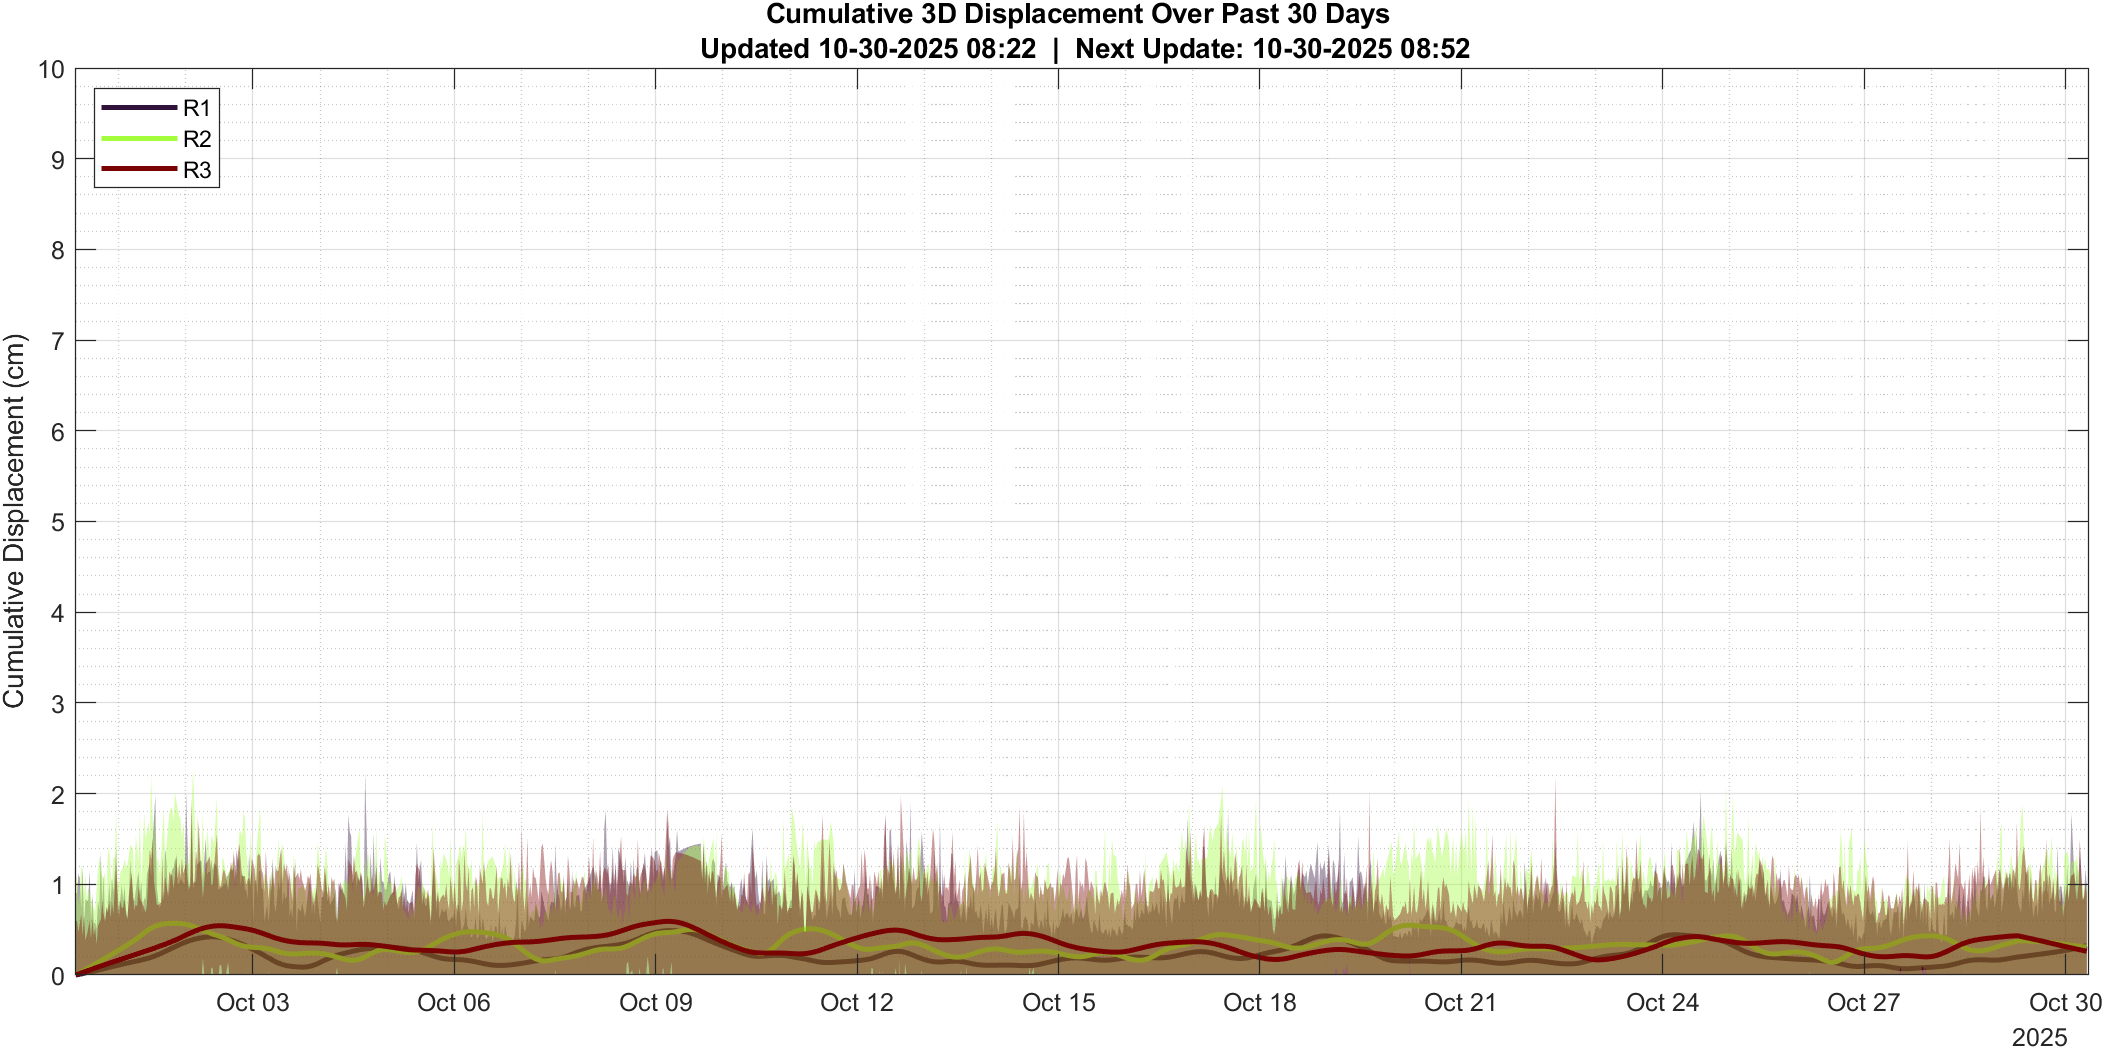 Cumulative 3D Displacement Over Past 30 Days
Updated 10-30-2025 08:22 | Next Update: 10-30-2025 08:52
R1
R2
R3
Cumulative Displacement (cm)
10
9
8
7
6
5
4
3
2
1
0
Oct 03 Oct 06 Oct 09 Oct 12 Oct 15 Oct 18 Oct 21 Oct 24 Oct 27 Oct 30
2025